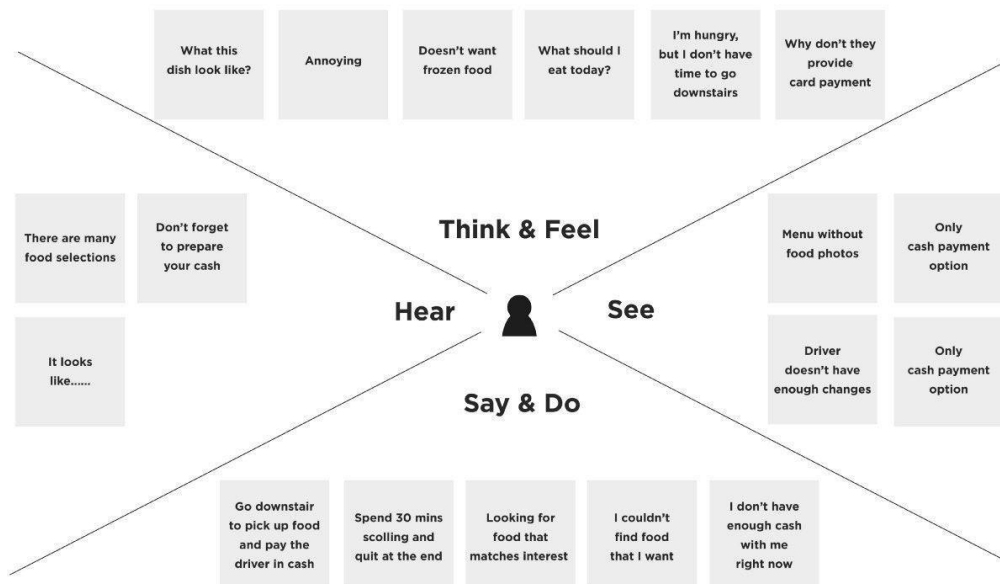 What this
dish look like?
Annoying
Doesn't want
frozen food
What should I
eat today?
I'm hungry,
but I don't have
time to go
downstairs
Why don't they
provide
card payment
Think & Feel
There are many
food selections
Don't forget
to prepare
your cash
It looks
like......
Hear
See
Menu without
food photos
Only
cash payment
option
Driver
doesn't have
enough changes
Only
cash payment
option
Say & Do
Go downstair
to pick up food
and pay the
driver in cash
Spend 30 mins
scolling and
quit at the end
Looking for
food that
matches interest
I couldn't
find food
that I want
I don't have
enough cash
with me
right now